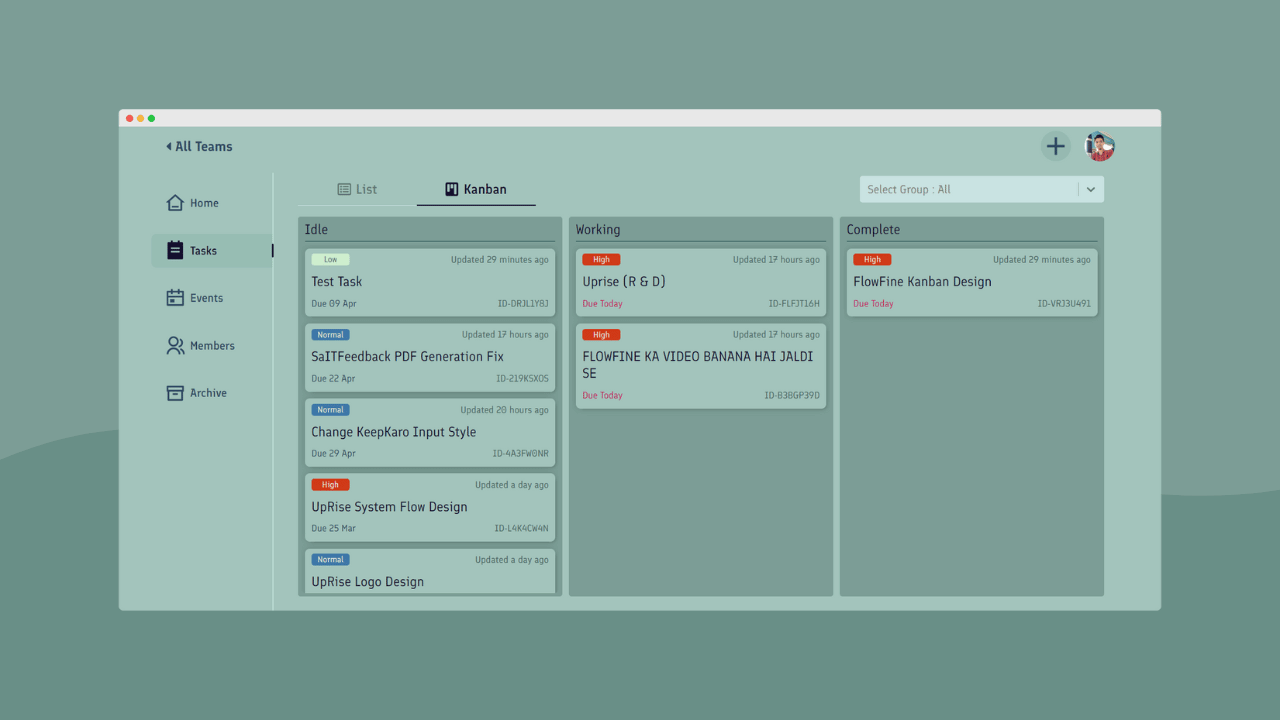 All Teams
Home
Tasks
Events
Members
Archive
List
Kanban
Select Group : All
Idle
Low
Updated 29 minutes ago
Test Task
Due 09 Apr
ID-DRJL1Y8J
Normal
Updated 17 hours ago
SaITFeedback PDF Generation Fix
Due 22 Apr
ID-219KSXOS
Normal
Updated 20 hours ago
Change KeepKaro Input Style
Due 29 Apr
ID-4A3FW0NR
High
Updated a day ago
UpRise System Flow Design
Due 25 Mar
ID-L4K4CW4N
Normal
Updated a day ago
UpRise Logo Design
Working
High
Updated 17 hours ago
Uprise (R & D)
Due Today
ID-FLFJT16H
High
Updated 17 hours ago
FLOWFINE KA VIDEO BANANA HAI JALDI
SE
Due Today
ID-838GP39D
Complete
High
Updated 29 minutes ago
FlowFine Kanban Design
Due Today
ID-VRJ3U491